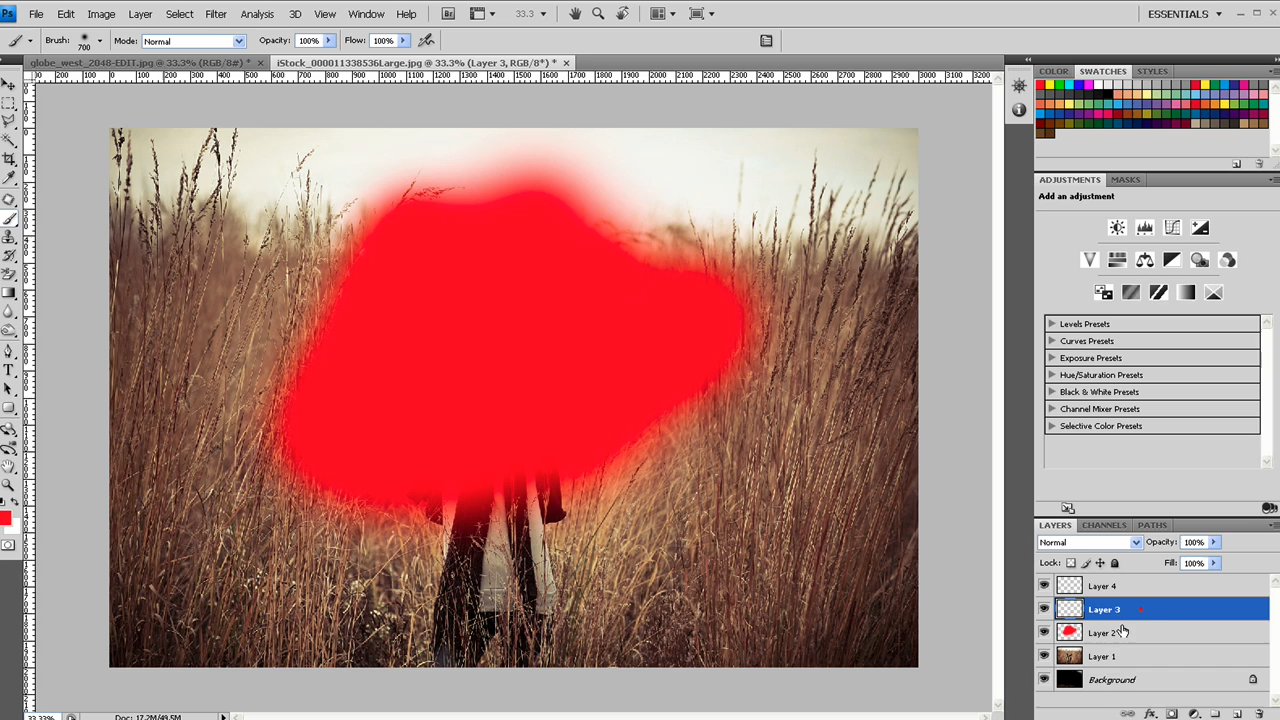 Ps File Edit Image Layer Select Filter Analysis 3D View Window Help Br 33.3 ESSENTIALS
Brush: 700 Mode: Normal Opacity: 100% Flow: 100%
globe_west_2048-EDIT.jpg @ 33.3% (RGB/8#) * × iStock_000011338536Large.jpg @ 33.3% (Layer 3, RGB/8*) * ×
COLOR SWATCHES STYLES
ADJUSTMENTS MASKS
Add an adjustment
Levels Presets
Curves Presets
Exposure Presets
Hue/Saturation Presets
Black & White Presets
Channel Mixer Presets
Selective Color Presets
LAYERS CHANNELS PATHS
Normal Opacity: 100%
Lock: Fill: 100%
Layer 4
Layer 3
Layer 2
Layer 1
Background
33.33% Doc: 17.2M/49.5M